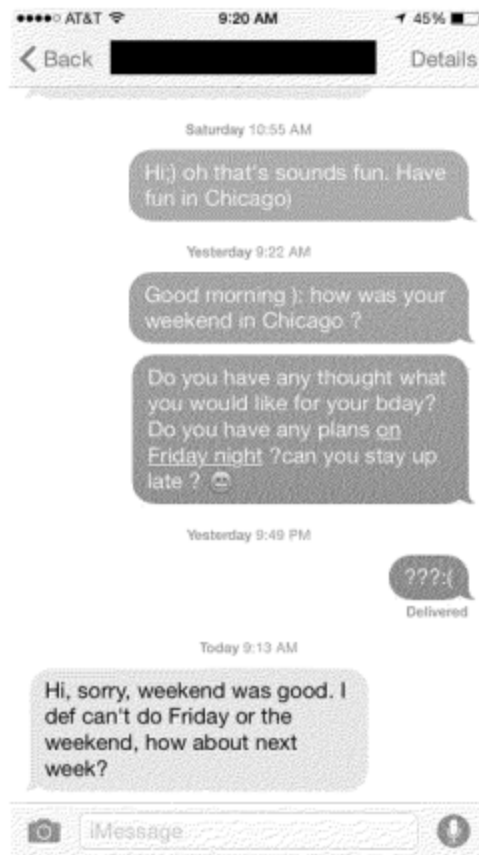 AT&T 9:20 AM 45%
Back Details
Saturday 10:55 AM
Hi;) oh that's sounds fun. Have
fun in Chicago)
Yesterday 9:22 AM
Good morning ): how was your
weekend in Chicago ?
Do you have any thought what
you would like for your bday?
Do you have any plans on
Friday night ?can you stay up
late ?
Yesterday 9:49 PM
???:(
Delivered
Today 9:13 AM
Hi, sorry, weekend was good. I
def can't do Friday or the
weekend, how about next
week?
iMessage